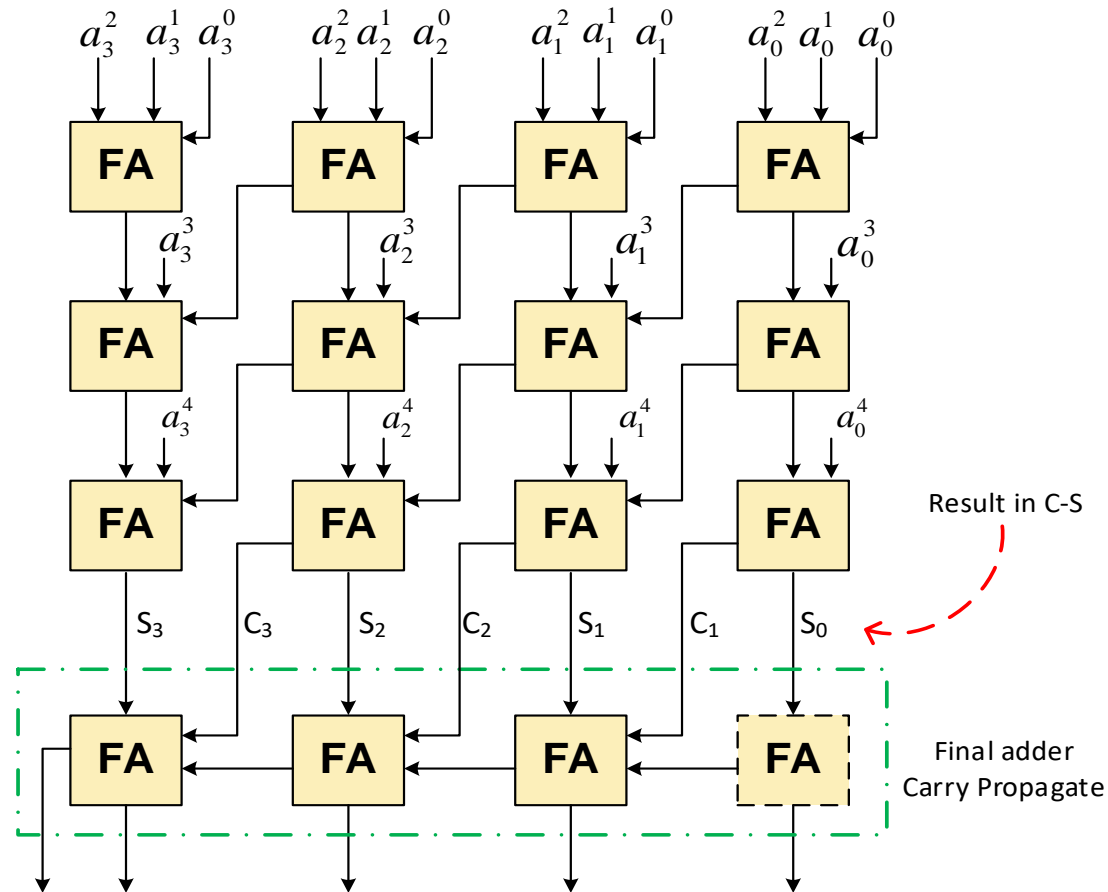 a_3^2 a_3^1 a_3^0 a_2^2 a_2^1 a_2^0 a_1^2 a_1^1 a_1^0 a_0^2 a_0^1 a_0^0
FA FA FA FA
a_3^3 a_2^3 a_1^3 a_0^3
FA FA FA FA
a_3^4 a_2^4 a_1^4 a_0^4
FA FA FA FA
Result in C-S
S₃ C₃ S₂ C₂ S₁ C₁ S₀
FA FA FA FA
Final adder
Carry Propagate